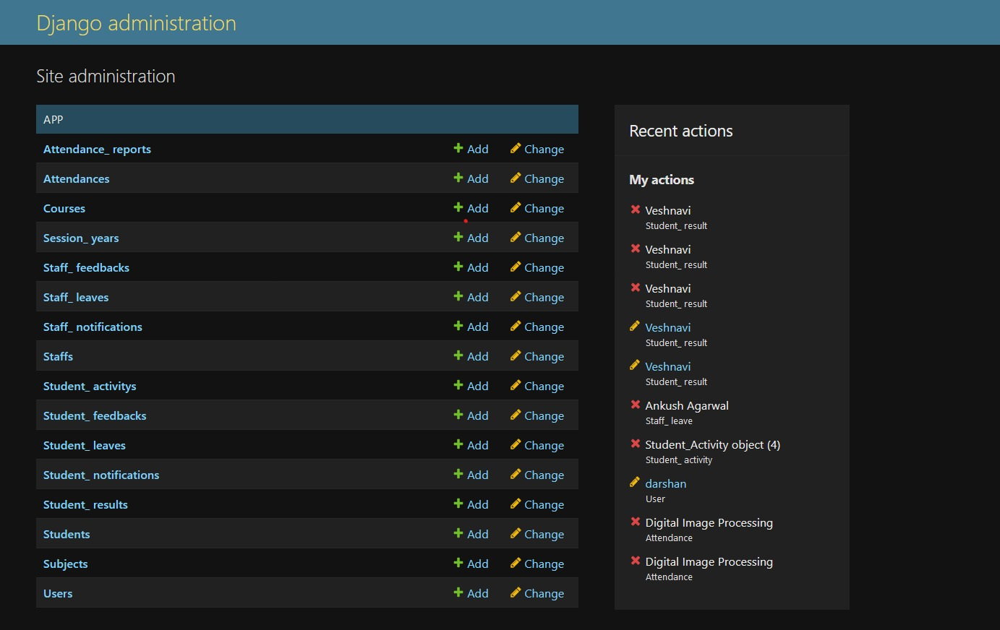 Django administration
Site administration
APP
Attendance_ reports Add Change
Attendances Add Change
Courses Add Change
Session_ years Add Change
Staff_ feedbacks Add Change
Staff_ leaves Add Change
Staff_ notifications Add Change
Staffs Add Change
Student_ activitys Add Change
Student_ feedbacks Add Change
Student_ leaves Add Change
Student_ notifications Add Change
Student_ results Add Change
Students Add Change
Subjects Add Change
Users Add Change
Recent actions
My actions
Veshnavi
Student_ result
Veshnavi
Student_ result
Veshnavi
Student_ result
Veshnavi
Student_ result
Veshnavi
Student_ result
Ankush Agarwal
Staff_ leave
Student_Activity object (4)
Student_ activity
darshan
User
Digital Image Processing
Attendance
Digital Image Processing
Attendance